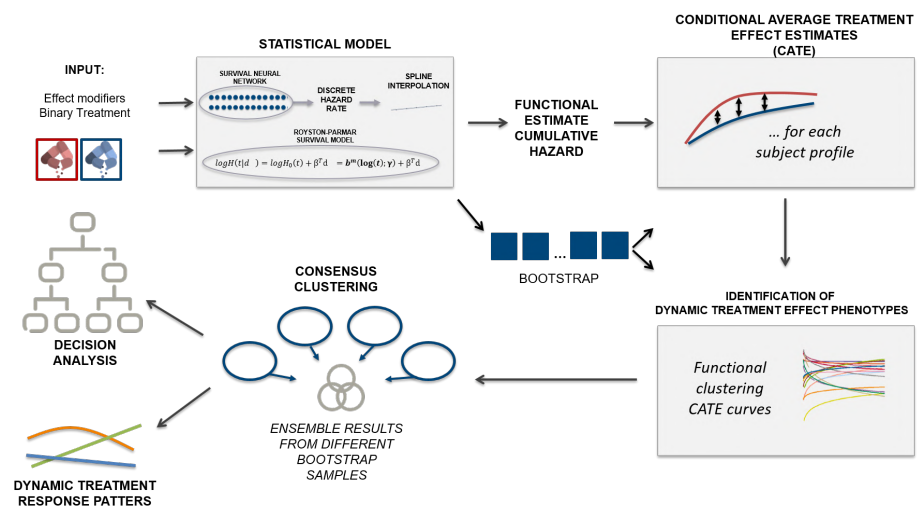 CONDITIONAL AVERAGE TREATMENT
EFFECT ESTIMATES
(CATE)
STATISTICAL MODEL
INPUT:
Effect modifiers
Binary Treatment
SURVIVAL NEURAL
NETWORK
DISCRETE
HAZARD
RATE
SPLINE
INTERPOLATION
ROYSTON-PARMAR
SURVIVAL MODEL
logH(t|d ) = logH₀(t) + βᵀd = bᵐ(log(t); γ) + βᵀd
FUNCTIONAL
ESTIMATE
CUMULATIVE
HAZARD
... for each
subject profile
...
BOOTSTRAP
CONSENSUS
CLUSTERING
IDENTIFICATION OF
DYNAMIC TREATMENT EFFECT PHENOTYPES
Functional
clustering
CATE curves
DECISION
ANALYSIS
ENSEMBLE RESULTS
FROM DIFFERENT
BOOTSTRAP
SAMPLES
DYNAMIC TREATMENT
RESPONSE PATTERS